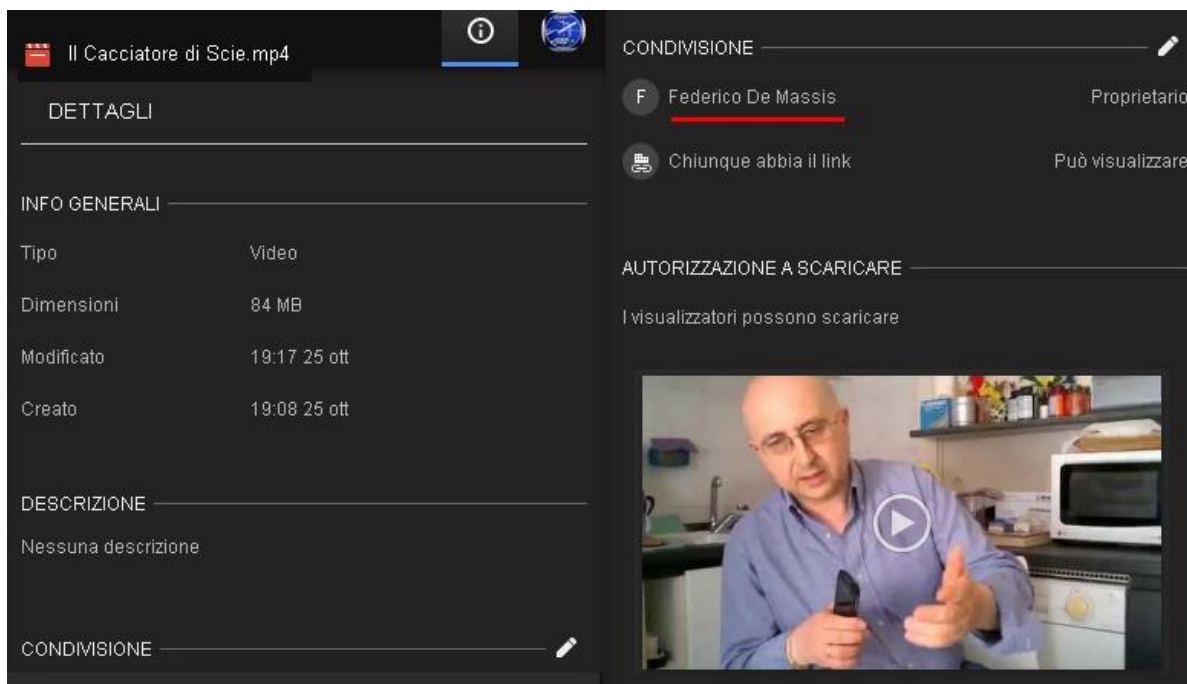 Il Cacciatore di Scie.mp4
DETTAGLI
INFO GENERALI
Tipo Video
Dimensioni 84 MB
Modificato 19:17 25 ott
Creato 19:08 25 ott
DESCRIZIONE
Nessuna descrizione
CONDIVISIONE
CONDIVISIONE
F Federico De Massis Proprietario
Chiunque abbia il link Può visualizzare
AUTORIZZAZIONE A SCARICARE
I visualizzatori possono scaricare